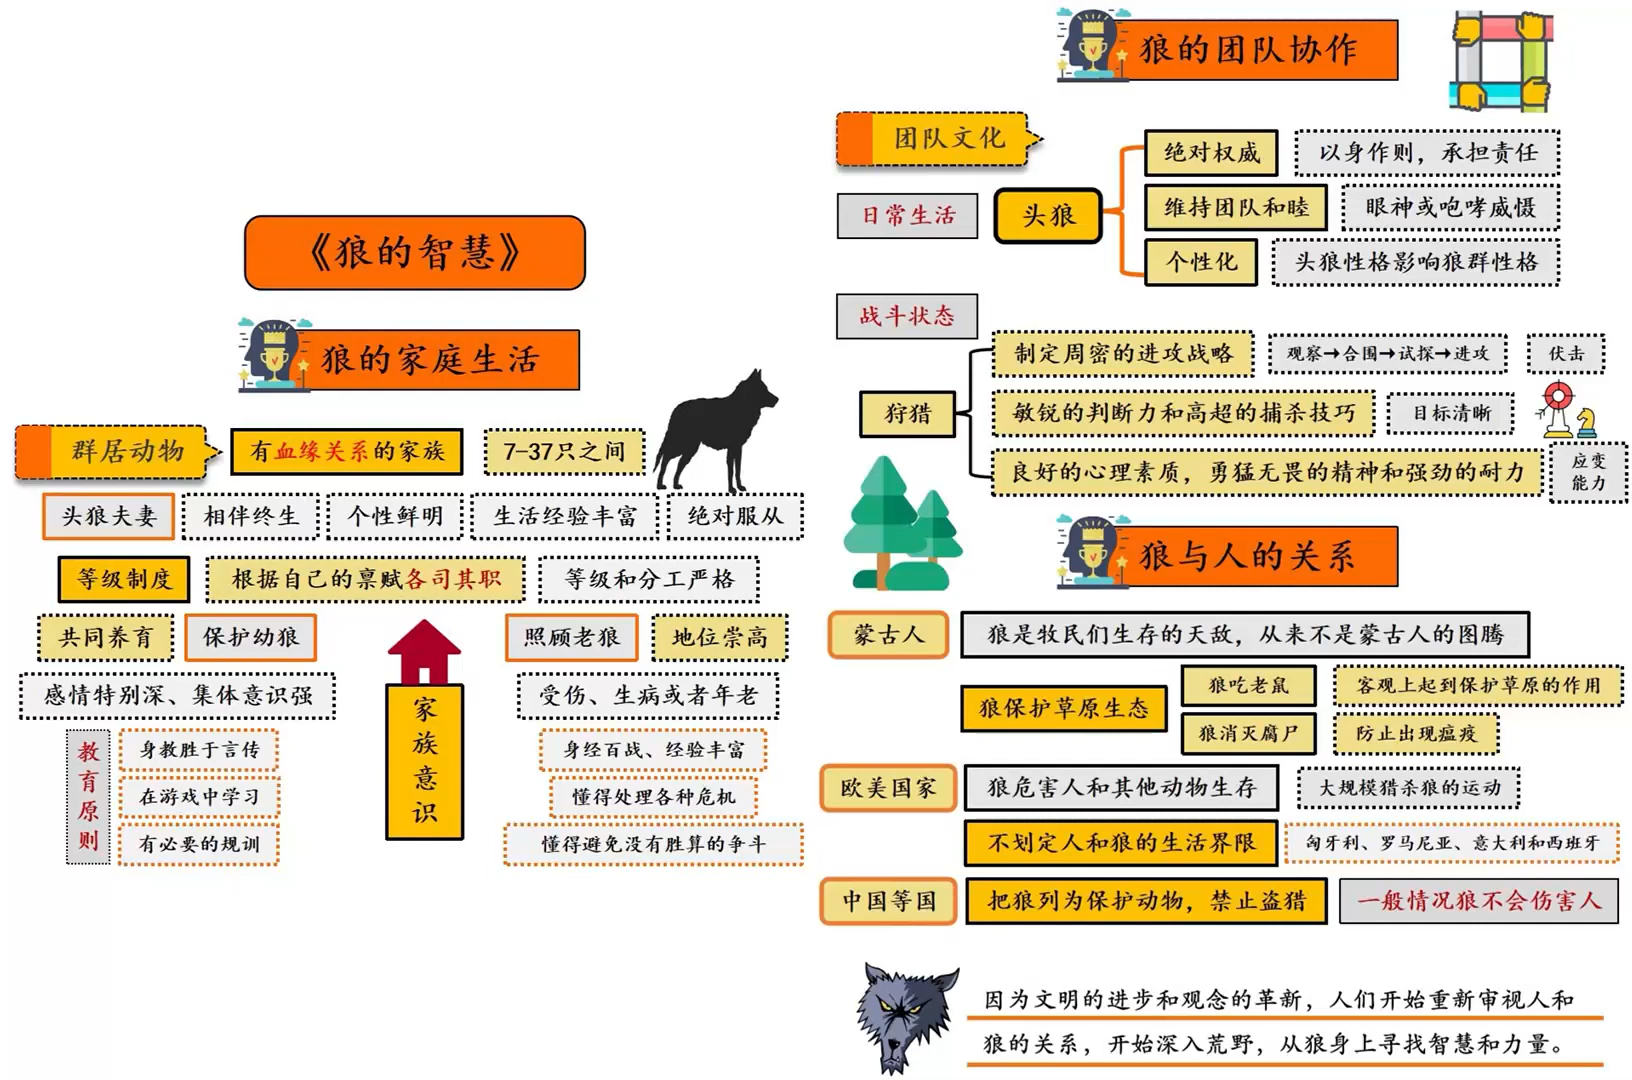 《狼的智慧》
狼的家庭生活
群居动物
有血缘关系的家族
7-37只之间
头狼夫妻
相伴终生
个性鲜明
生活经验丰富
绝对服从
等级制度
根据自己的禀赋各司其职
等级和分工严格
共同养育
保护幼狼
照顾老狼
地位崇高
感情特别深、集体意识强
受伤、生病或者年老
家族意识
教育原则
身教胜于言传
在游戏中学习
有必要的规训
身经百战、经验丰富
懂得处理各种危机
懂得避免没有胜算的争斗
狼的团队协作
团队文化
日常生活
头狼
绝对权威
以身作则，承担责任
维持团队和睦
眼神或咆哮威慑
个性化
头狼性格影响狼群性格
战斗状态
狩猎
制定周密的进攻战略
观察→合围→试探→进攻
伏击
敏锐的判断力和高超的捕杀技巧
目标清晰
良好的心理素质，勇猛无畏的精神和强劲的耐力
应变
能力
狼与人的关系
蒙古人
狼是牧民们生存的天敌，从来不是蒙古人的图腾
狼保护草原生态
狼吃老鼠
客观上起到保护草原的作用
狼消灭腐尸
防止出现瘟疫
欧美国家
狼危害人和其他动物生存
大规模猎杀狼的运动
不划定人和狼的生活界限
匈牙利、罗马尼亚、意大利和西班牙
中国等国
把狼列为保护动物，禁止盗猎
一般情况狼不会伤害人
因为文明的进步和观念的革新，人们开始重新审视人和
狼的关系，开始深入荒野，从狼身上寻找智慧和力量。